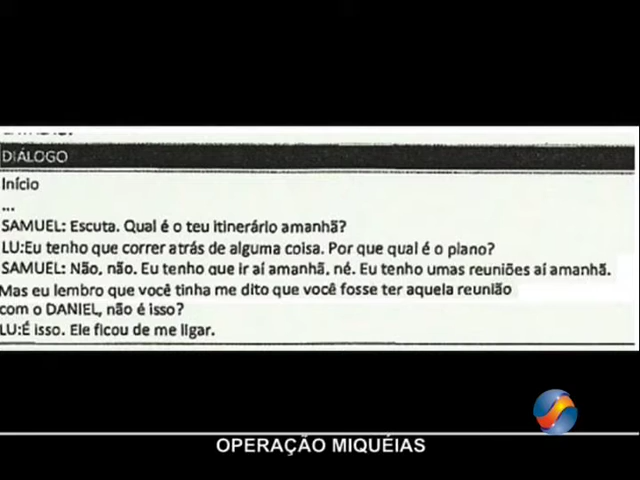 DIÁLOGO
Início
...
SAMUEL: Escuta. Qual é o teu itinerário amanhã?
LU:Eu tenho que correr atrás de alguma coisa. Por que qual é o plano?
SAMUEL: Não, não. Eu tenho que ir aí amanhã, né. Eu tenho umas reuniões aí amanhã.
Mas eu lembro que você tinha me dito que você fosse ter aquela reunião
com o DANIEL, não é isso?
LU:É isso. Ele ficou de me ligar.
OPERAÇÃO MIQUÉIAS